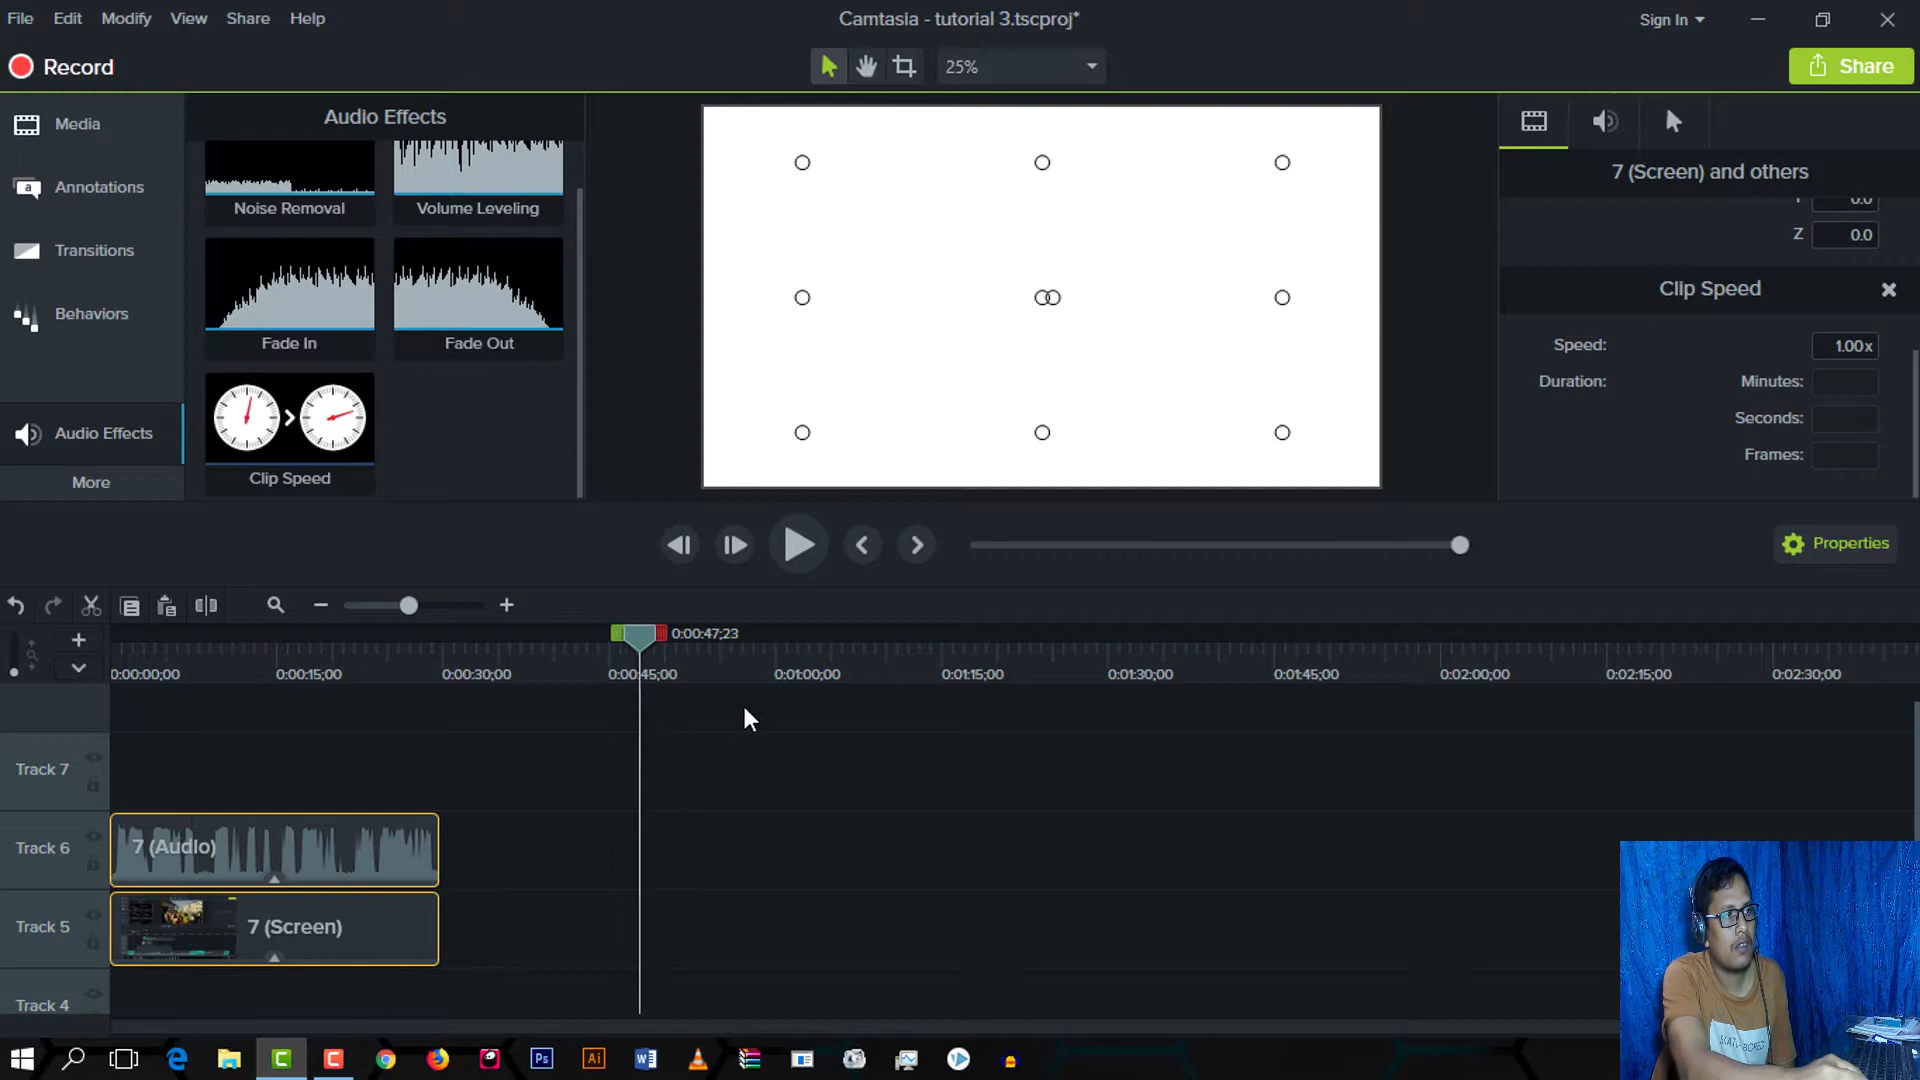 File Edit Modify View Share Help
Camtasia - tutorial 3.tscproj*
Sign In
Record
25%
Share
Media
Annotations
Transitions
Behaviors
Audio Effects
More
Audio Effects
Noise Removal
Volume Leveling
Fade In
Fade Out
Clip Speed
7 (Screen) and others
Z 0.0
Clip Speed
Speed: 1.00x
Duration: Minutes:
Seconds:
Frames:
Properties
0:00:47;23
0:00:00;00 0:00:15;00 0:00:30;00 0:00:45;00 0:01:00;00 0:01:15;00 0:01:30;00 0:01:45;00 0:02:00;00 0:02:15;00 0:02:30;00
Track 7
Track 6
7 (Audio)
Track 5
7 (Screen)
Track 4
Ps
Ai